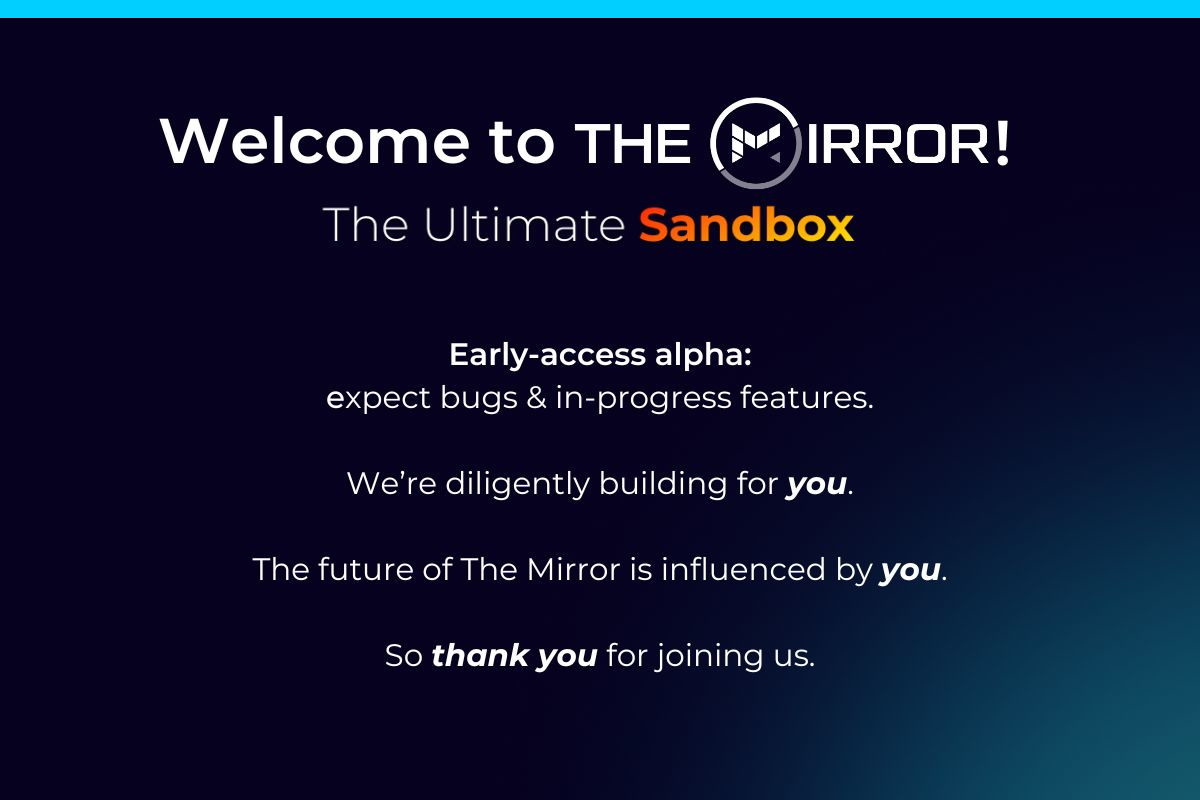 Welcome to THE MIRROR!
The Ultimate Sandbox
Early-access alpha:
expect bugs & in-progress features.
We’re diligently building for you.
The future of The Mirror is influenced by you.
So thank you for joining us.